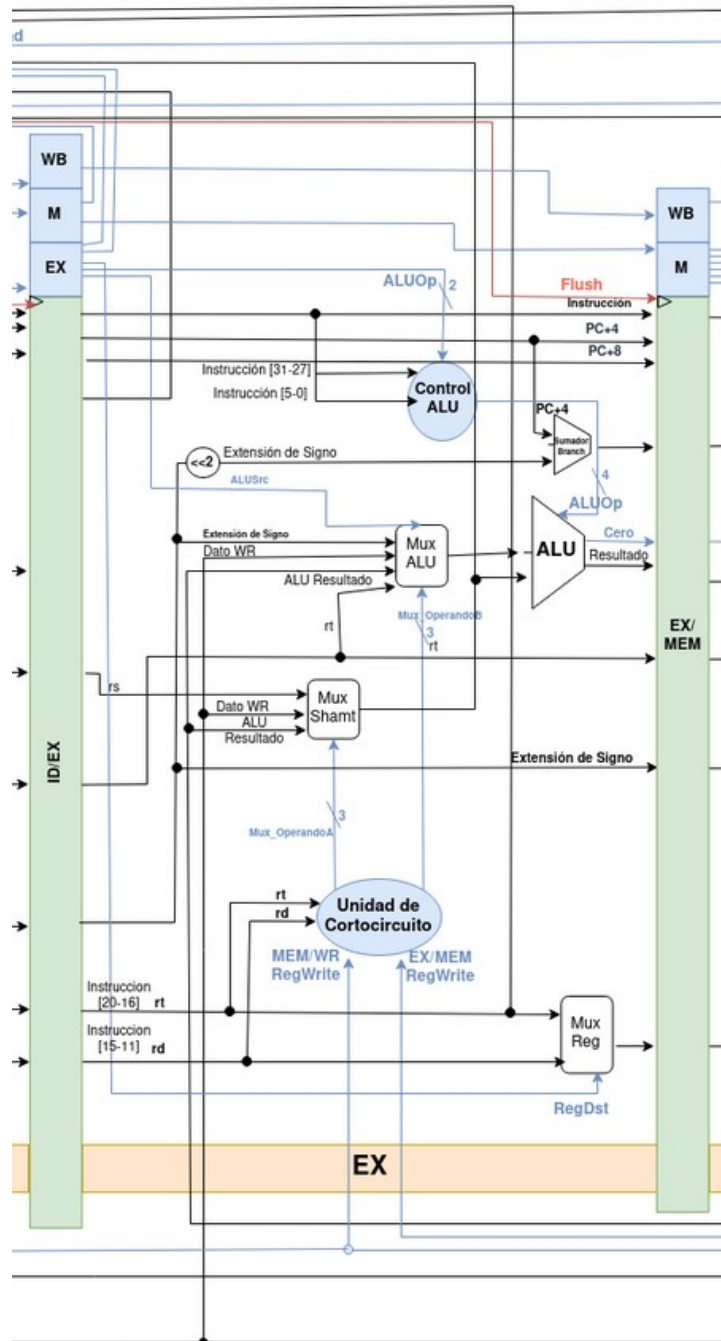 d
WB
M
EX
WB
M
ALUOp
2
Flush
Instrucción
PC+4
PC+8
Instrucción [31-27]
Instrucción [5-0]
Control
ALU
PC+4
Sumador
Branch
<<2
Extensión de Signo
ALUSrc
4
ALUOp
Extensión de Signo
Dato WR
ALU Resultado
Mux
ALU
ALU
Cero
Resultado
rt
Mux_OperandoB
3
rt
EX/
MEM
rs
Mux
Shamt
Dato WR
ALU
Resultado
ID/EX
Extensión de Signo
3
Mux_OperandoA
rt
rd
Unidad de
Cortocircuito
MEM/WR
RegWrite
EX/MEM
RegWrite
Instruccion
[20-16] rt
Instruccion
[15-11] rd
Mux
Reg
RegDst
EX